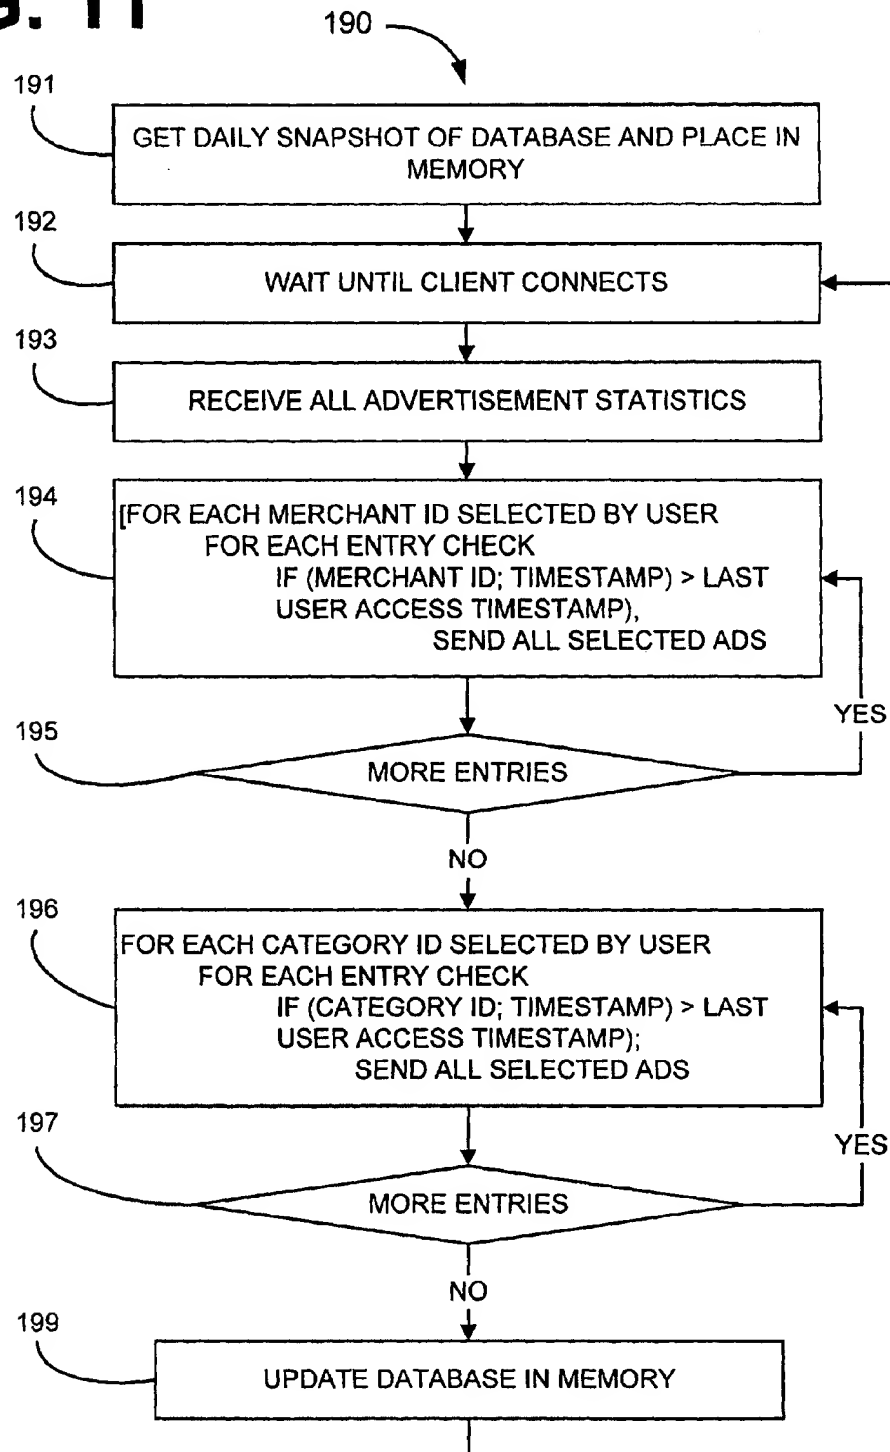 G. 11
190
191
GET DAILY SNAPSHOT OF DATABASE AND PLACE IN
MEMORY
192
WAIT UNTIL CLIENT CONNECTS
193
RECEIVE ALL ADVERTISEMENT STATISTICS
194
[FOR EACH MERCHANT ID SELECTED BY USER
FOR EACH ENTRY CHECK
IF (MERCHANT ID; TIMESTAMP) > LAST
USER ACCESS TIMESTAMP),
SEND ALL SELECTED ADS
YES
195
MORE ENTRIES
NO
196
FOR EACH CATEGORY ID SELECTED BY USER
FOR EACH ENTRY CHECK
IF (CATEGORY ID; TIMESTAMP) > LAST
USER ACCESS TIMESTAMP);
SEND ALL SELECTED ADS
YES
197
MORE ENTRIES
NO
199
UPDATE DATABASE IN MEMORY